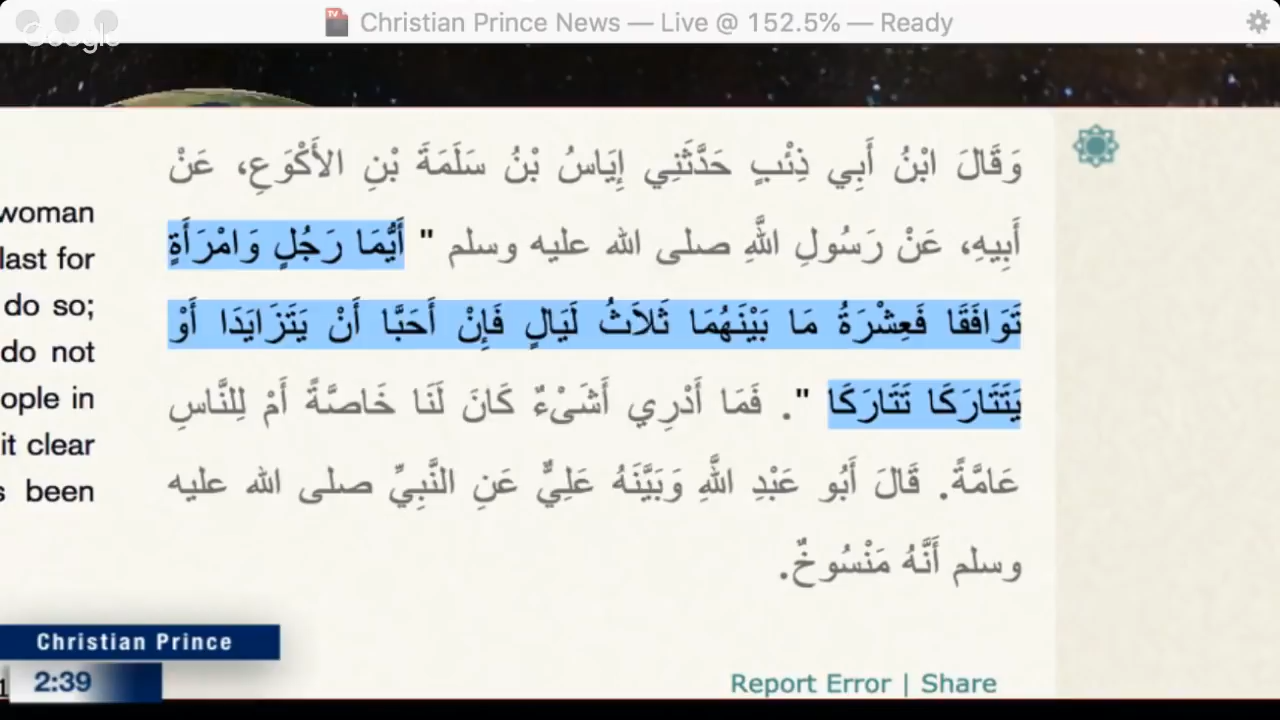 Christian Prince News — Live @ 152.5% — Ready
Google
وَقَالَ ابْنُ أَبِي ذِئْبٍ حَدَّثَنِي إِيَاسُ بْنُ سَلَمَةَ بْنِ الأَكْوَعِ، عَنْ
أَبِيهِ، عَنْ رَسُولِ اللَّهِ صلى الله عليه وسلم " أَيُّمَا رَجُلٍ وَامْرَأَةٍ
تَوَافَقَا فَعِشْرَةُ مَا بَيْنَهُمَا ثَلاَثُ لَيَالٍ فَإِنْ أَحَبَّا أَنْ يَتَزَايَدَا أَوْ
يَتَتَارَكَا تَتَارَكَا ". فَمَا أَدْرِي أَشَىْءٌ كَانَ لَنَا خَاصَّةً أَمْ لِلنَّاسِ
عَامَّةً. قَالَ أَبُو عَبْدِ اللَّهِ وَبَيَّنَهُ عَلِيٌّ عَنِ النَّبِيِّ صلى الله عليه
وسلم أَنَّهُ مَنْسُوخٌ.
woman
last for
do so;
do not
ople in
it clear
s been
Christian Prince
2:39
Report Error | Share